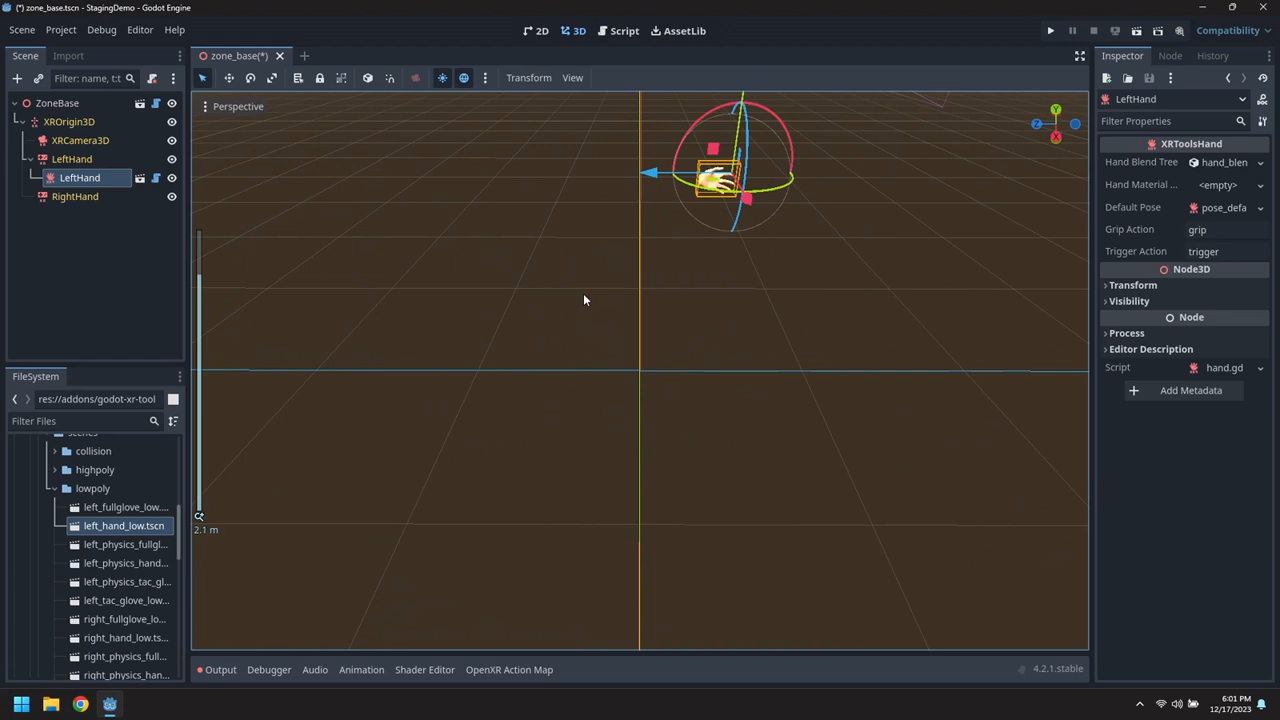 (*) zone_base.tscn - StagingDemo - Godot Engine
Scene Project Debug Editor Help
2D 3D Script AssetLib
Compatibility
Scene Import
zone_base(*)
Inspector Node History
Filter: name, t:t
Transform View
Perspective
ZoneBase
XROrigin3D
XRCamera3D
LeftHand
LeftHand
RightHand
Y
Z
X
2.1 m
FileSystem
res://addons/godot-xr-tool
Filter Files
collision
highpoly
lowpoly
left_fullglove_low....
left_hand_low.tscn
left_physics_fullgl...
left_physics_hand...
left_physics_tac_gl...
left_tac_glove_low...
right_fullglove_lo...
right_hand_low.ts...
right_physics_full...
right_physics_han...
LeftHand
Filter Properties
XRToolsHand
Hand Blend Tree hand_blen
Hand Material ... <empty>
Default Pose pose_defa
Grip Action grip
Trigger Action trigger
Node3D
Transform
Visibility
Node
Process
Editor Description
Script hand.gd
Add Metadata
Output Debugger Audio Animation Shader Editor OpenXR Action Map
4.2.1.stable
6:01 PM
12/17/2023